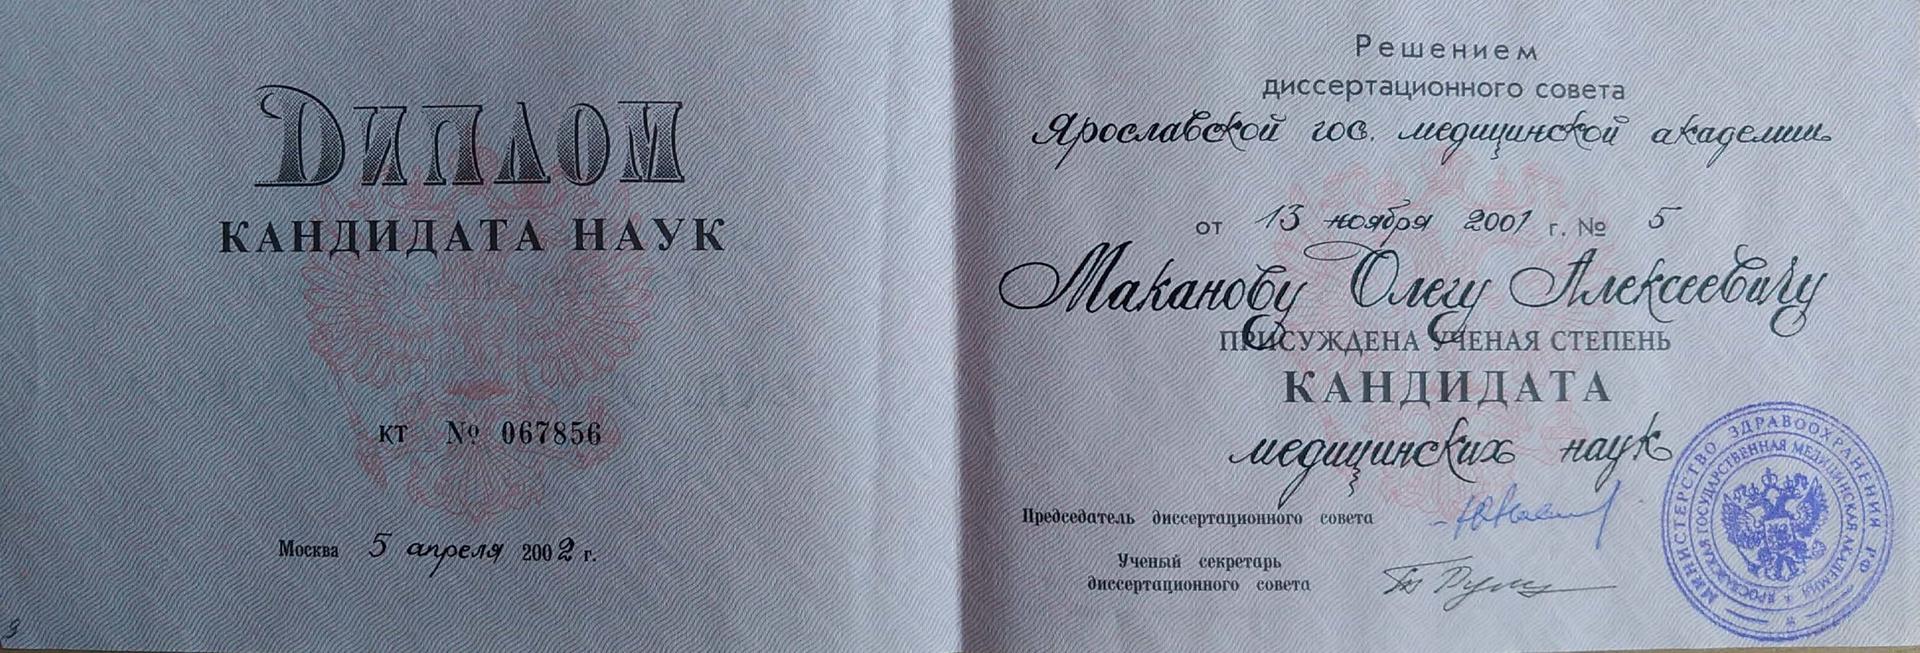 Диплом
КАНДИДАТА НАУК
КТ № 067856
Москва 5 апреля 2002 г.
Решением
диссертационного совета
Ярославской гос. медицинской академии
от 13 ноября 2001 г. № 5
Маканову Олегу Алексеевичу
ПРИСУЖДЕНА УЧЕНАЯ СТЕПЕНЬ
КАНДИДАТА
медицинских наук
Председатель диссертационного совета
Ученый секретарь
диссертационного совета
МИНИСТЕРСТВО ЗДРАВООХРАНЕНИЯ РФ
ЯРОСЛАВСКАЯ ГОСУДАРСТВЕННАЯ МЕДИЦИНСКАЯ АКАДЕМИЯ